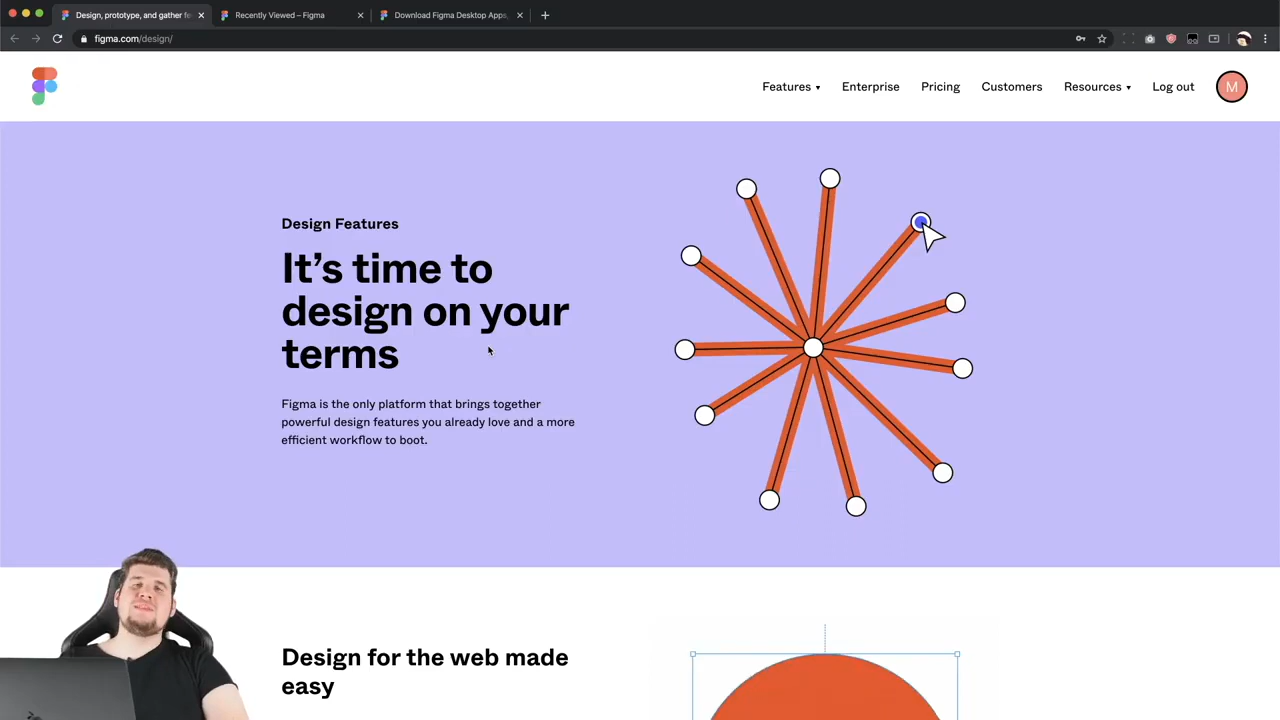 Design, prototype, and gather fe
Recently Viewed – Figma
Download Figma Desktop Apps,
figma.com/design/
Features ▾
Enterprise
Pricing
Customers
Resources ▾
Log out
M
Design Features
It's time to
design on your
terms
Figma is the only platform that brings together
powerful design features you already love and a more
efficient workflow to boot.
Design for the web made
easy